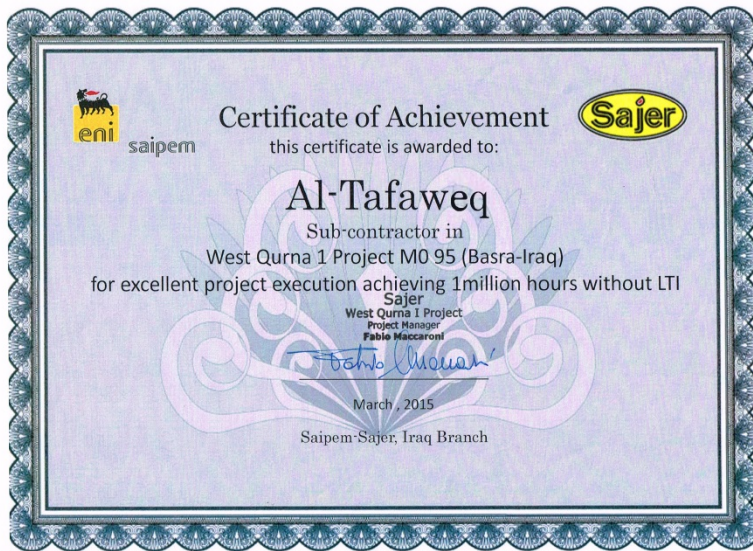 eni
saipem
Sajer
Certificate of Achievement
this certificate is awarded to:
Al-Tafaweq
Sub-contractor in
West Qurna 1 Project M0 95 (Basra-Iraq)
for excellent project execution achieving 1million hours without LTI
Sajer
West Qurna I Project
Project Manager
Fabio Maccaroni
March , 2015
Saipem-Sajer, Iraq Branch